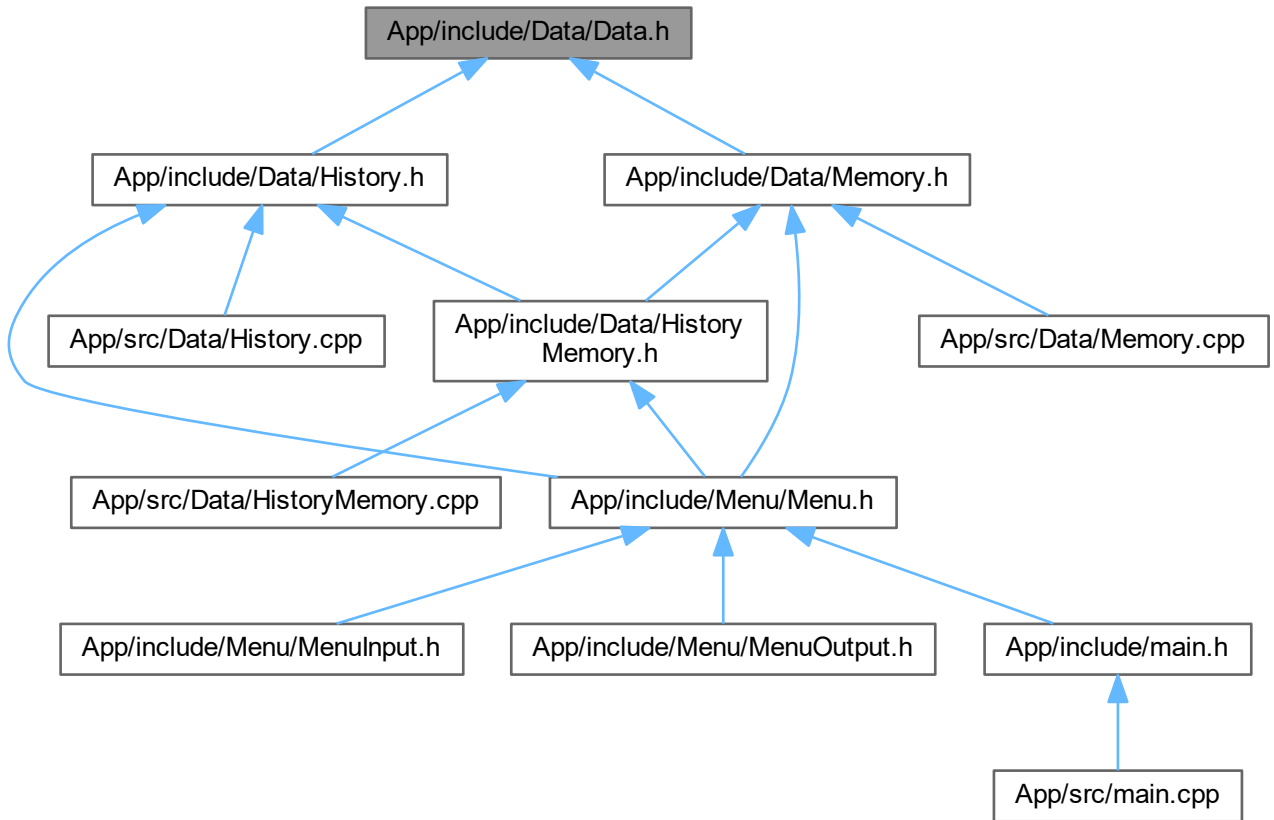 App/include/Data/Data.h
App/include/Data/History.h
App/include/Data/Memory.h
App/src/Data/History.cpp
App/include/Data/History
Memory.h
App/src/Data/Memory.cpp
App/src/Data/HistoryMemory.cpp
App/include/Menu/Menu.h
App/include/Menu/MenuInput.h
App/include/Menu/MenuOutput.h
App/include/main.h
App/src/main.cpp